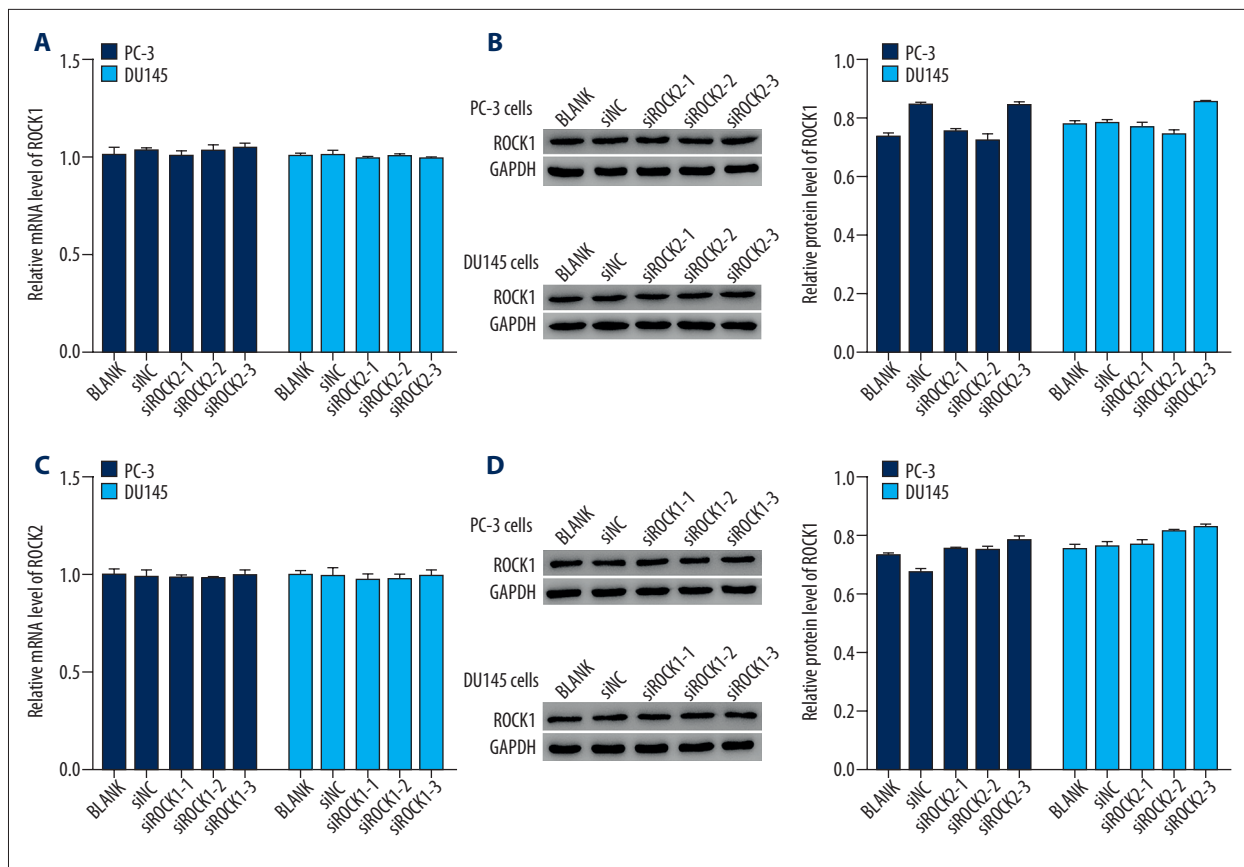 A
1.5
1.0
0.5
0.0
Relative mRNA level of ROCK1
PC-3
DU145
BLANK
siNC
siROCK2-1
siROCK2-2
siROCK2-3
BLANK
siNC
siROCK2-1
siROCK2-2
siROCK2-3
B
PC-3 cells
BLANK
siNC
siROCK2-1
siROCK2-2
siROCK2-3
ROCK1
GAPDH
DU145 cells
BLANK
siNC
siROCK2-1
siROCK2-2
siROCK2-3
ROCK1
GAPDH
1.0
0.8
0.6
0.4
0.2
0.0
Relative protein level of ROCK1
PC-3
DU145
BLANK
siNC
siROCK2-1
siROCK2-2
siROCK2-3
BLANK
siNC
siROCK2-1
siROCK2-2
siROCK2-3
C
1.5
1.0
0.5
0.0
Relative mRNA level of ROCK2
PC-3
DU145
BLANK
siNC
siROCK1-1
siROCK1-2
siROCK1-3
BLANK
siNC
siROCK1-1
siROCK1-2
siROCK1-3
D
PC-3 cells
BLANK
siNC
siROCK1-1
siROCK1-2
siROCK1-3
ROCK1
GAPDH
DU145 cells
BLANK
siNC
siROCK1-1
siROCK1-2
siROCK1-3
ROCK1
GAPDH
1.0
0.8
0.6
0.4
0.2
0.0
Relative protein level of ROCK1
PC-3
DU145
BLANK
siNC
siROCK2-1
siROCK2-2
siROCK2-3
BLANK
siNC
siROCK2-1
siROCK2-2
siROCK2-3